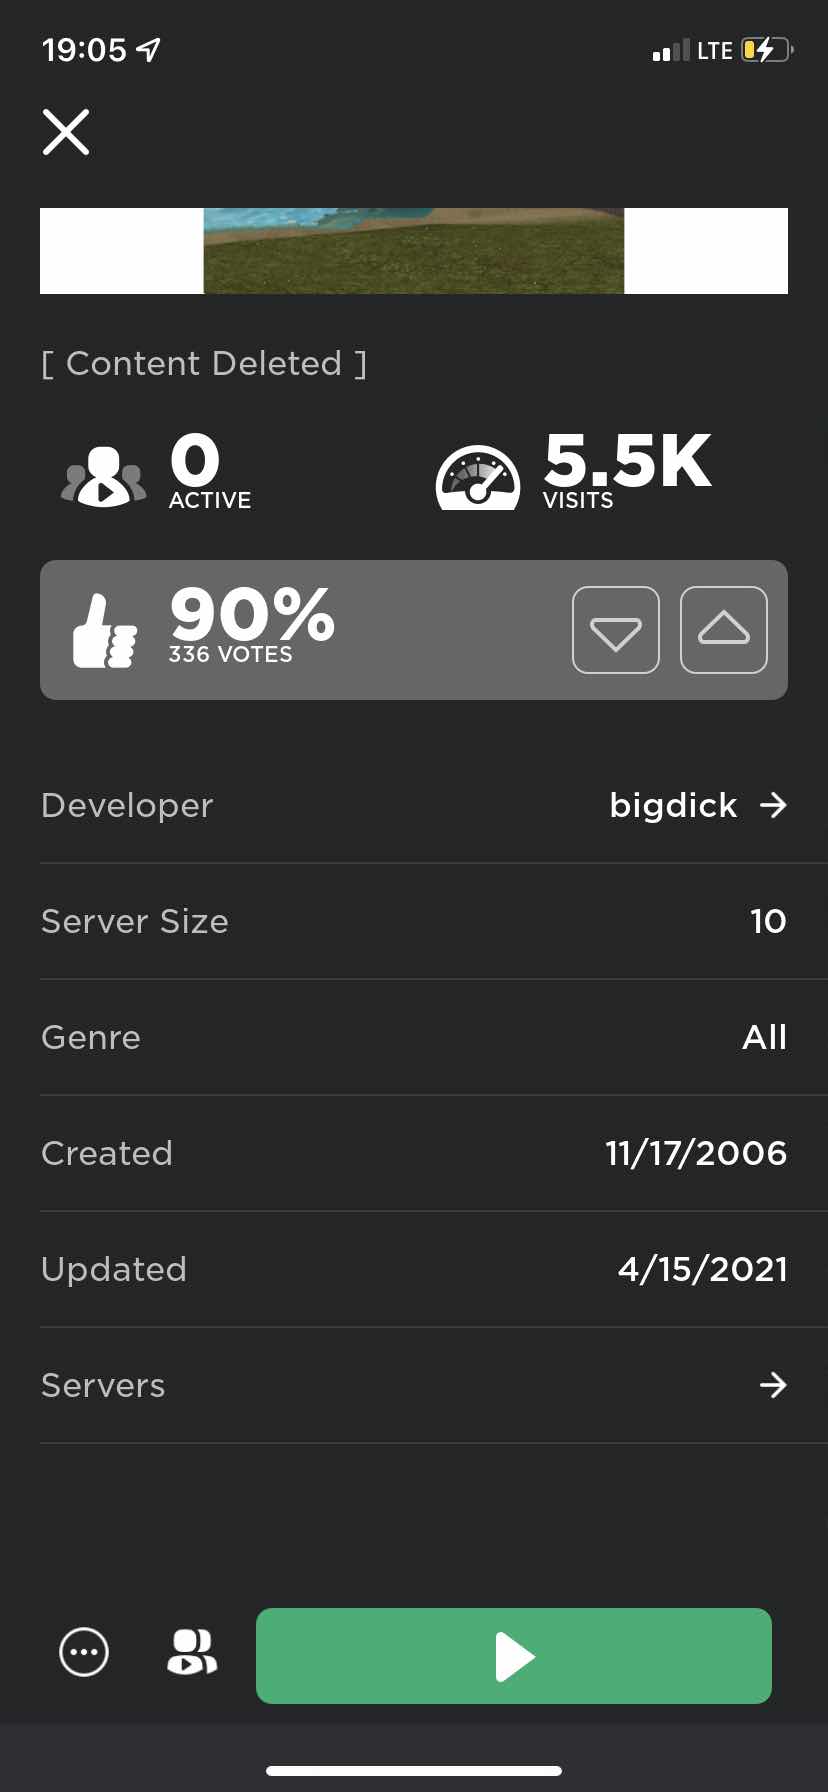 19:05
LTE
[ Content Deleted ]
0
ACTIVE
5.5K
VISITS
90%
336 VOTES
Developer bigdick
Server Size 10
Genre All
Created 11/17/2006
Updated 4/15/2021
Servers